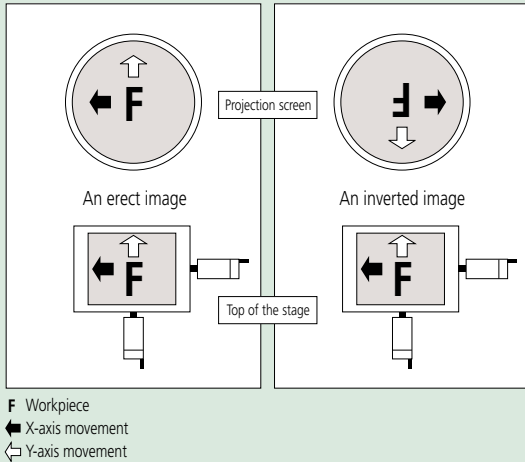 F
F
Projection screen
An erect image
An inverted image
F
F
Top of the stage
F Workpiece
X-axis movement
Y-axis movement